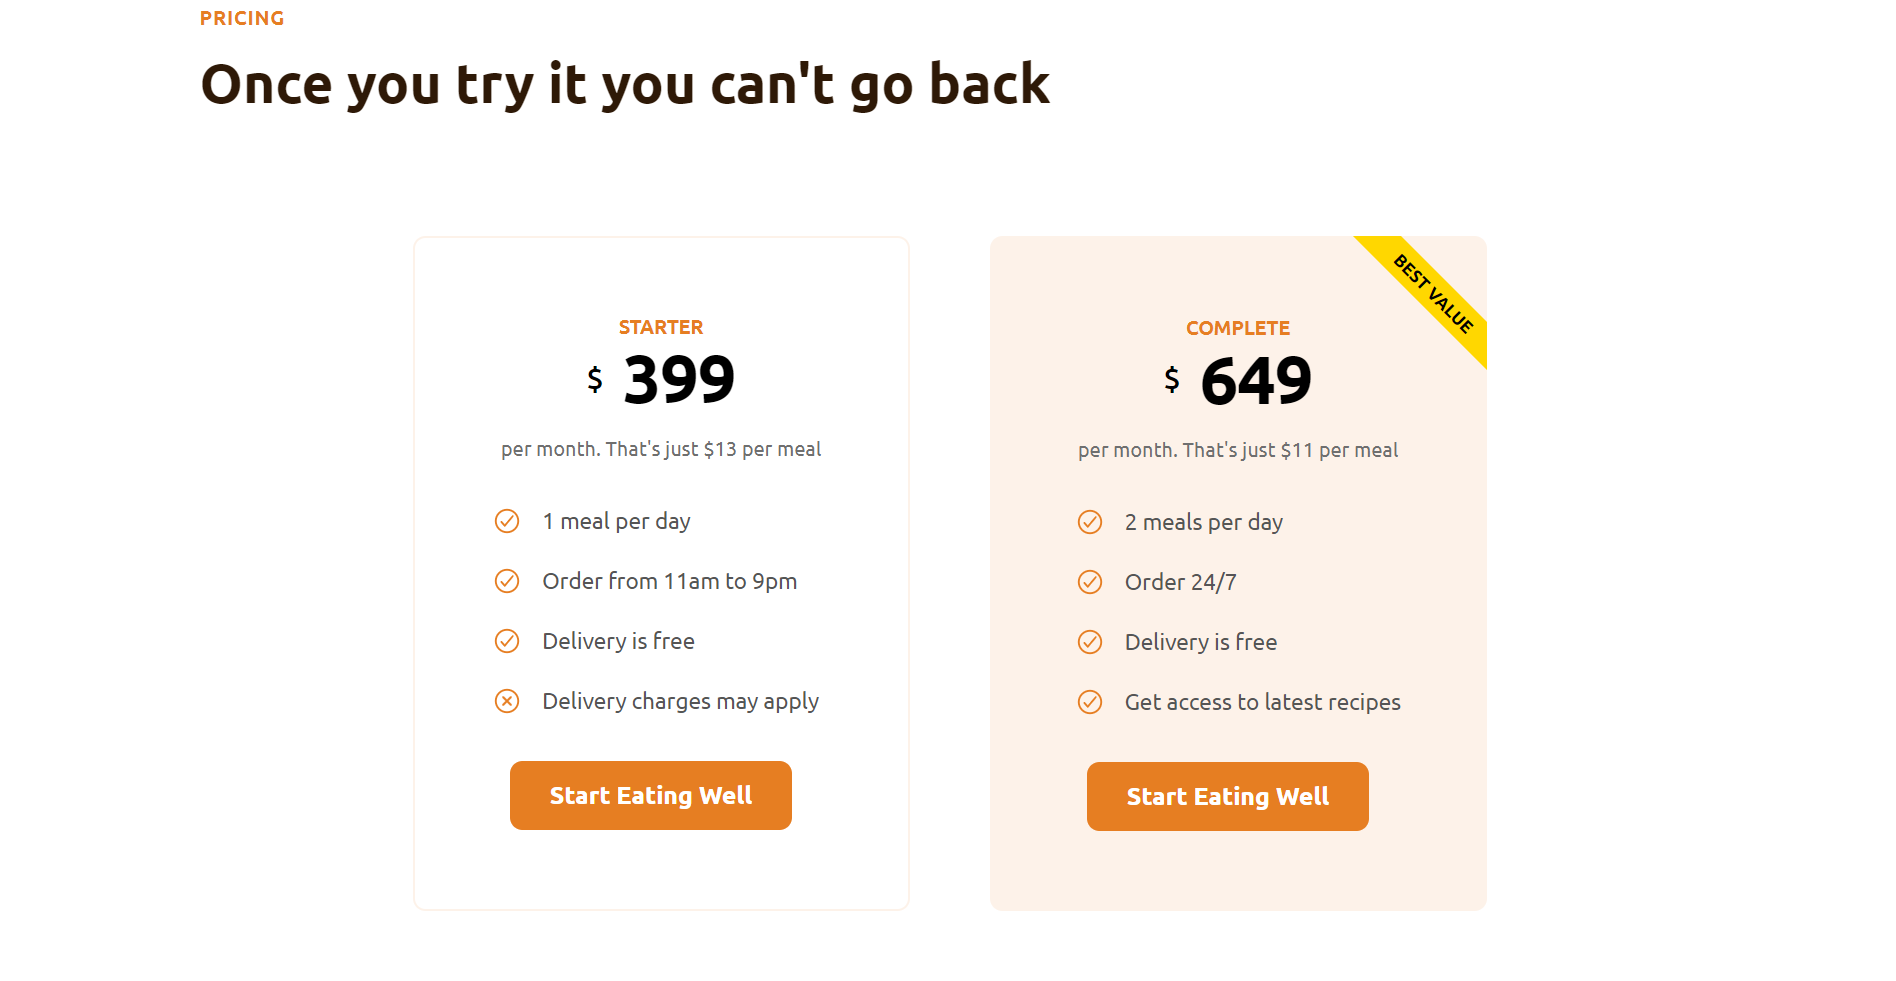 PRICING
Once you try it you can't go back
STARTER
$ 399
per month. That's just $13 per meal
1 meal per day
Order from 11am to 9pm
Delivery is free
Delivery charges may apply
Start Eating Well
BEST VALUE
COMPLETE
$ 649
per month. That's just $11 per meal
2 meals per day
Order 24/7
Delivery is free
Get access to latest recipes
Start Eating Well